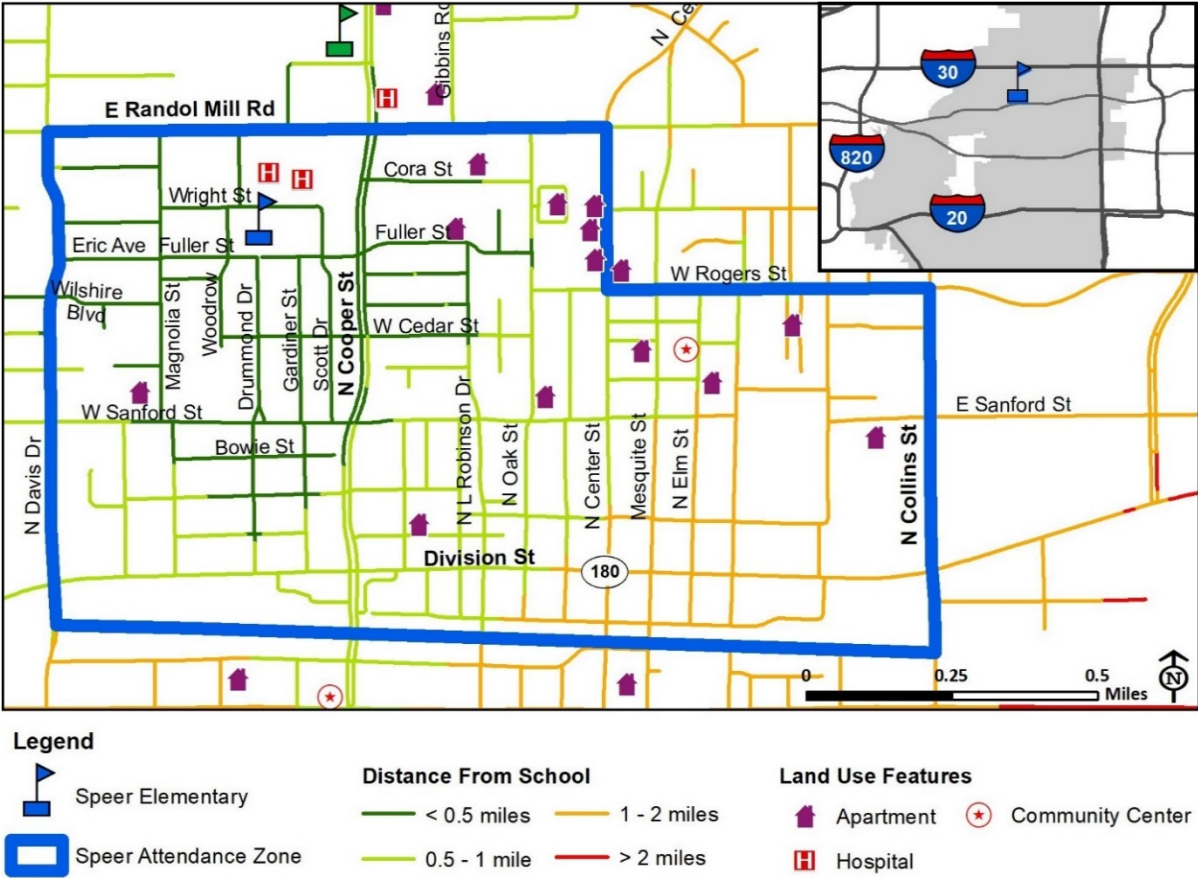 Gibbins Rd
N Ce
E Randol Mill Rd
30
820
20
Cora St
Wright St
Eric Ave
Fuller St
Fuller St
W Rogers St
Wilshire
Blvd
Magnolia St
Woodrow
Drummond Dr
Gardiner St
Scott Dr
N Cooper St
W Cedar St
W Sanford St
E Sanford St
Bowie St
N Davis Dr
N L Robinson Dr
N Oak St
N Center St
Mesquite St
N Elm St
N Collins St
Division St
180
0
0.25
0.5
Miles
N
Legend
Speer Elementary
Speer Attendance Zone
Distance From School
< 0.5 miles
0.5 - 1 mile
1 - 2 miles
> 2 miles
Land Use Features
Apartment
Community Center
H Hospital